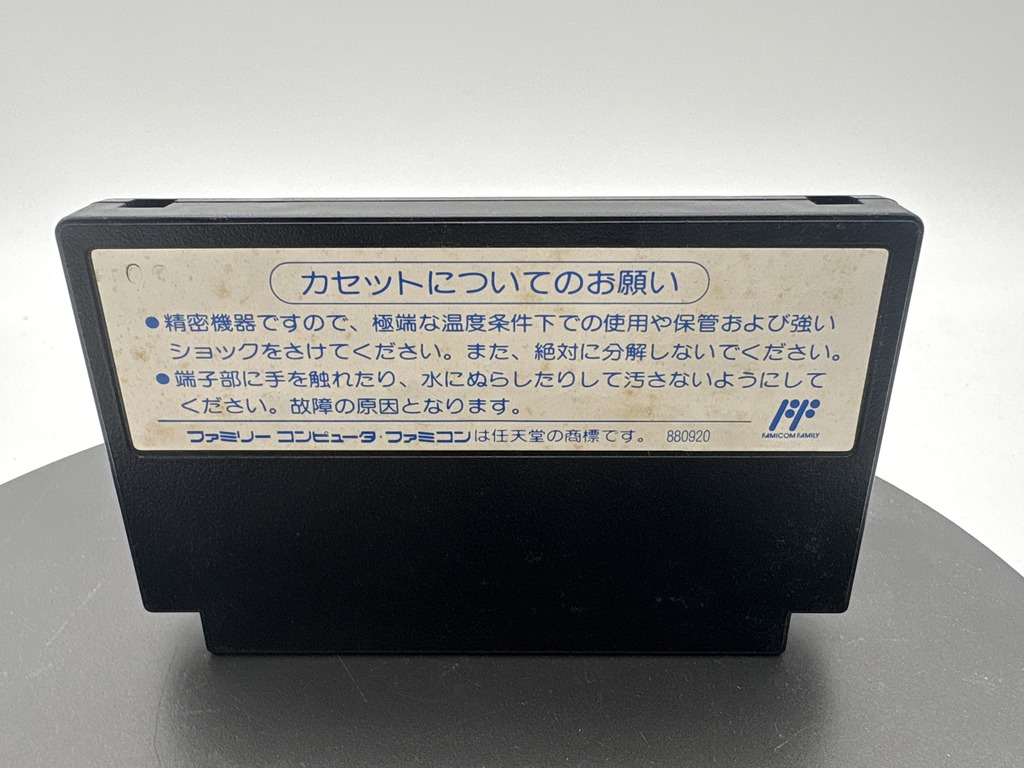 カセットについてのお願い
●精密機器ですので、極端な温度条件下での使用や保管および強い
ショックをさけてください。また、絶対に分解しないでください。
●端子部に手を触れたり、水にぬらしたりして汚さないようにして
ください。故障の原因となります。
ファミリー コンピュータ・ファミコンは任天堂の商標です。 880920
FAMICOM FAMILY